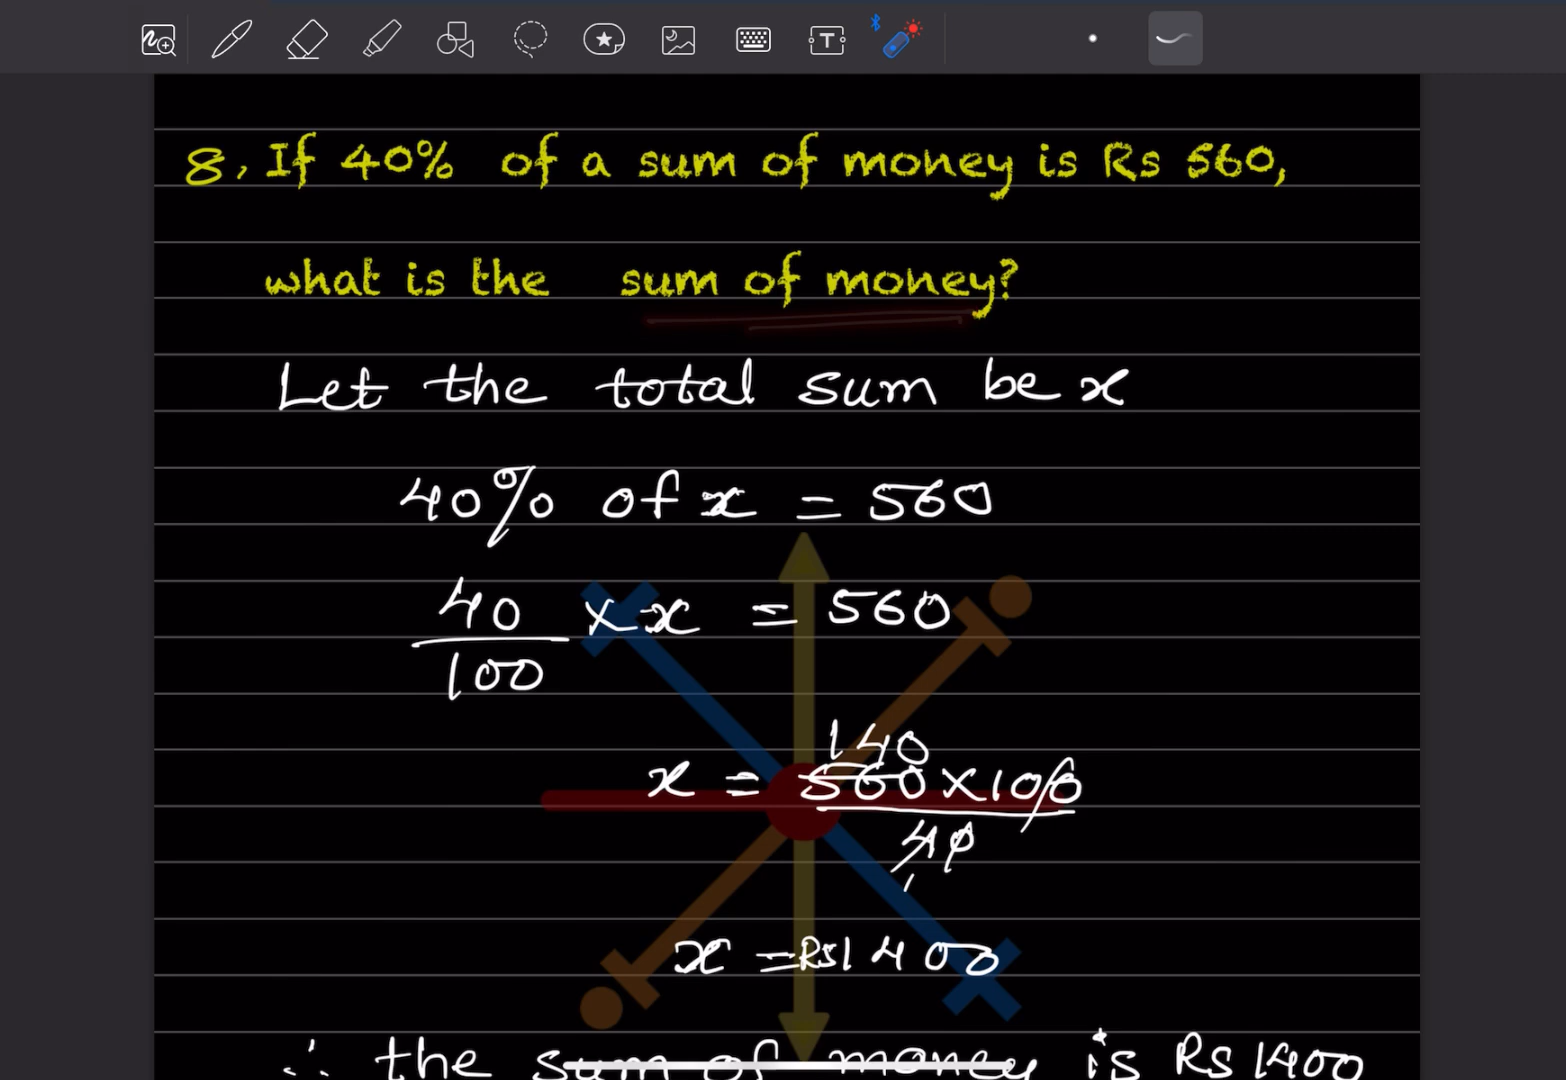 8, If 40% of a sum of money is Rs 560,
what is the sum of money?
Let the total sum be x
40% of x = 560
40/100 × x = 560
140
x = 560 × 100
40
1
x = Rs 1400
∴ the sum of money is Rs 1400